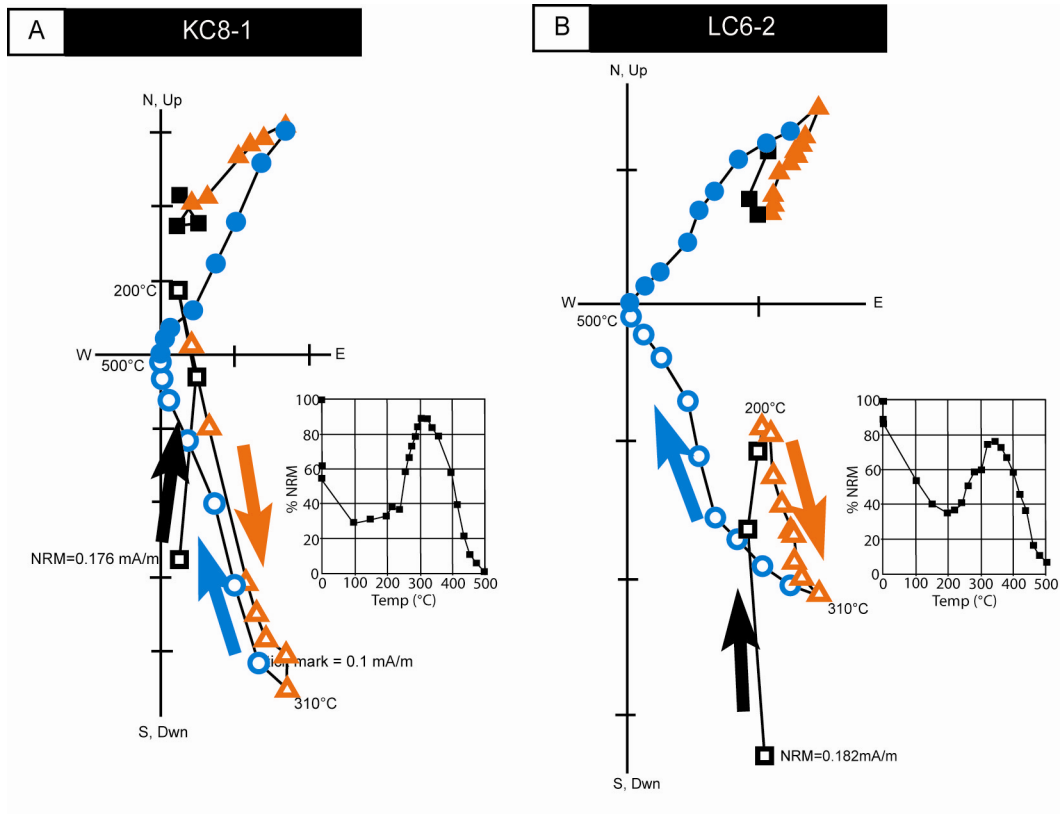 A
KC8-1
N, Up
200°C
W
E
500°C
NRM=0.176 mA/m
mark = 0.1 mA/m
310°C
S, Dwn
100
80
60
40
20
0
% NRM
0
100
200
300
400
500
Temp (°C)
B
LC6-2
N, Up
W
E
500°C
200°C
310°C
NRM=0.182mA/m
S, Dwn
100
80
60
40
20
0
% NRM
0
100
200
300
400
500
Temp (°C)